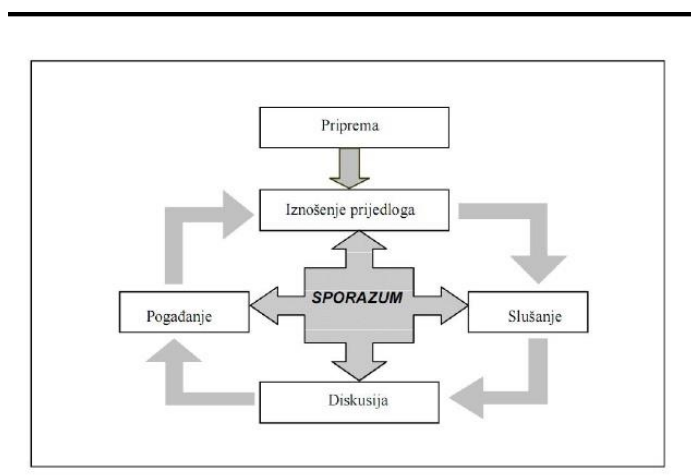 Priprema
Iznošenje prijedloga
SPORAZUM
Pogađanje
Slušanje
Diskusija